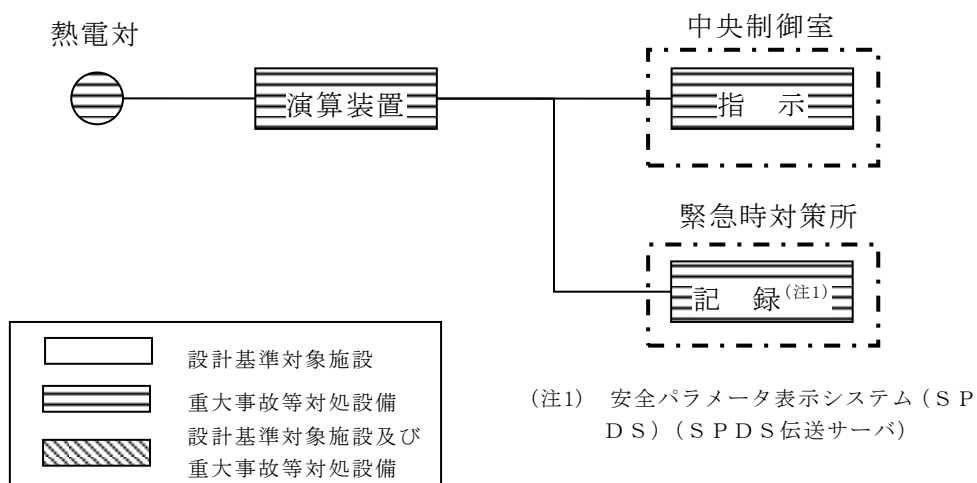 熱電対
中央制御室
演算装置
指　示
緊急時対策所
記　録(注1)
設計基準対象施設
重大事故等対処設備
設計基準対象施設及び
重大事故等対処設備
(注1)　安全パラメータ表示システム(ＳＰ
ＤＳ)(ＳＰＤＳ伝送サーバ)